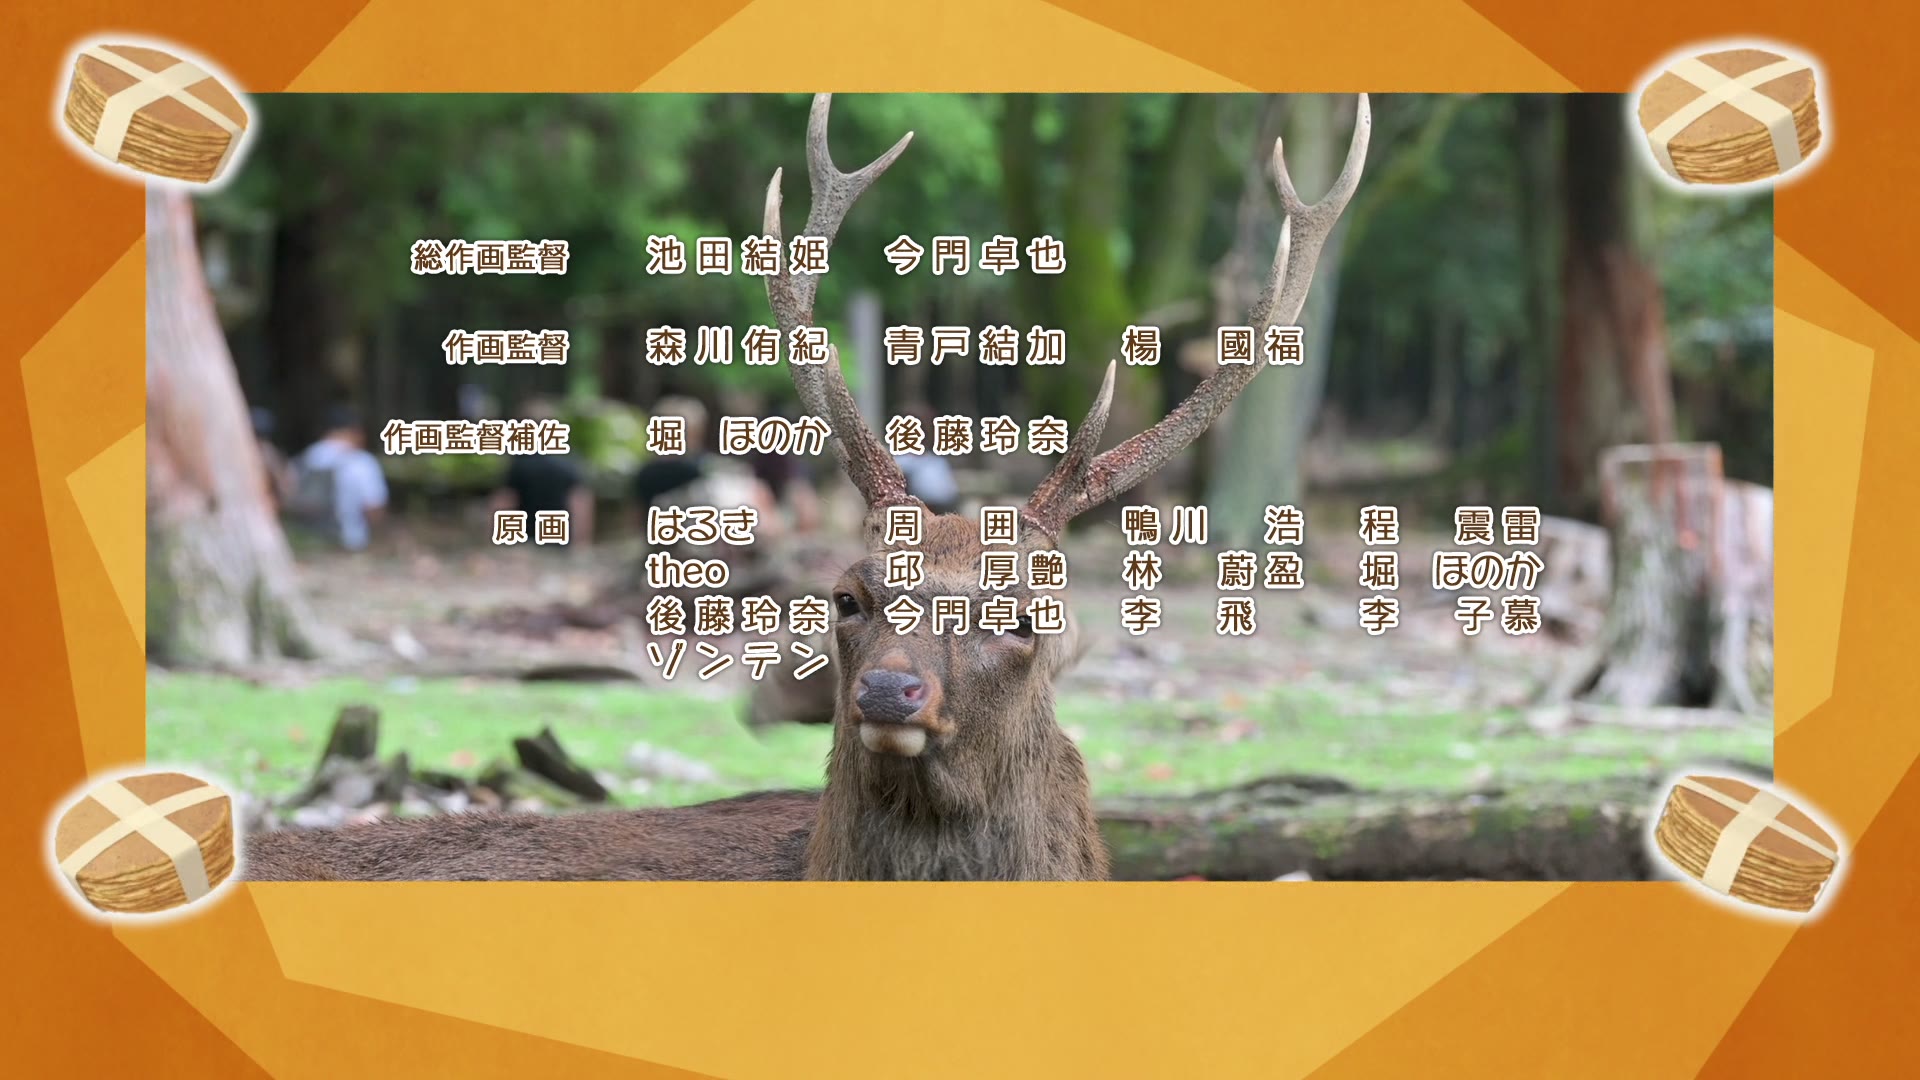 総作画監督 池田結姫 今門卓也
作画監督 森川侑紀 青戸結加 楊 國福
作画監督補佐 堀 ほのか 後藤玲奈
原画 はるき 周 囲 鴨川 浩 程 震雷
theo 邱 厚艶 林 蔚盈 堀 ほのか
後藤玲奈 今門卓也 李 飛 李 子慕
ゾンテン